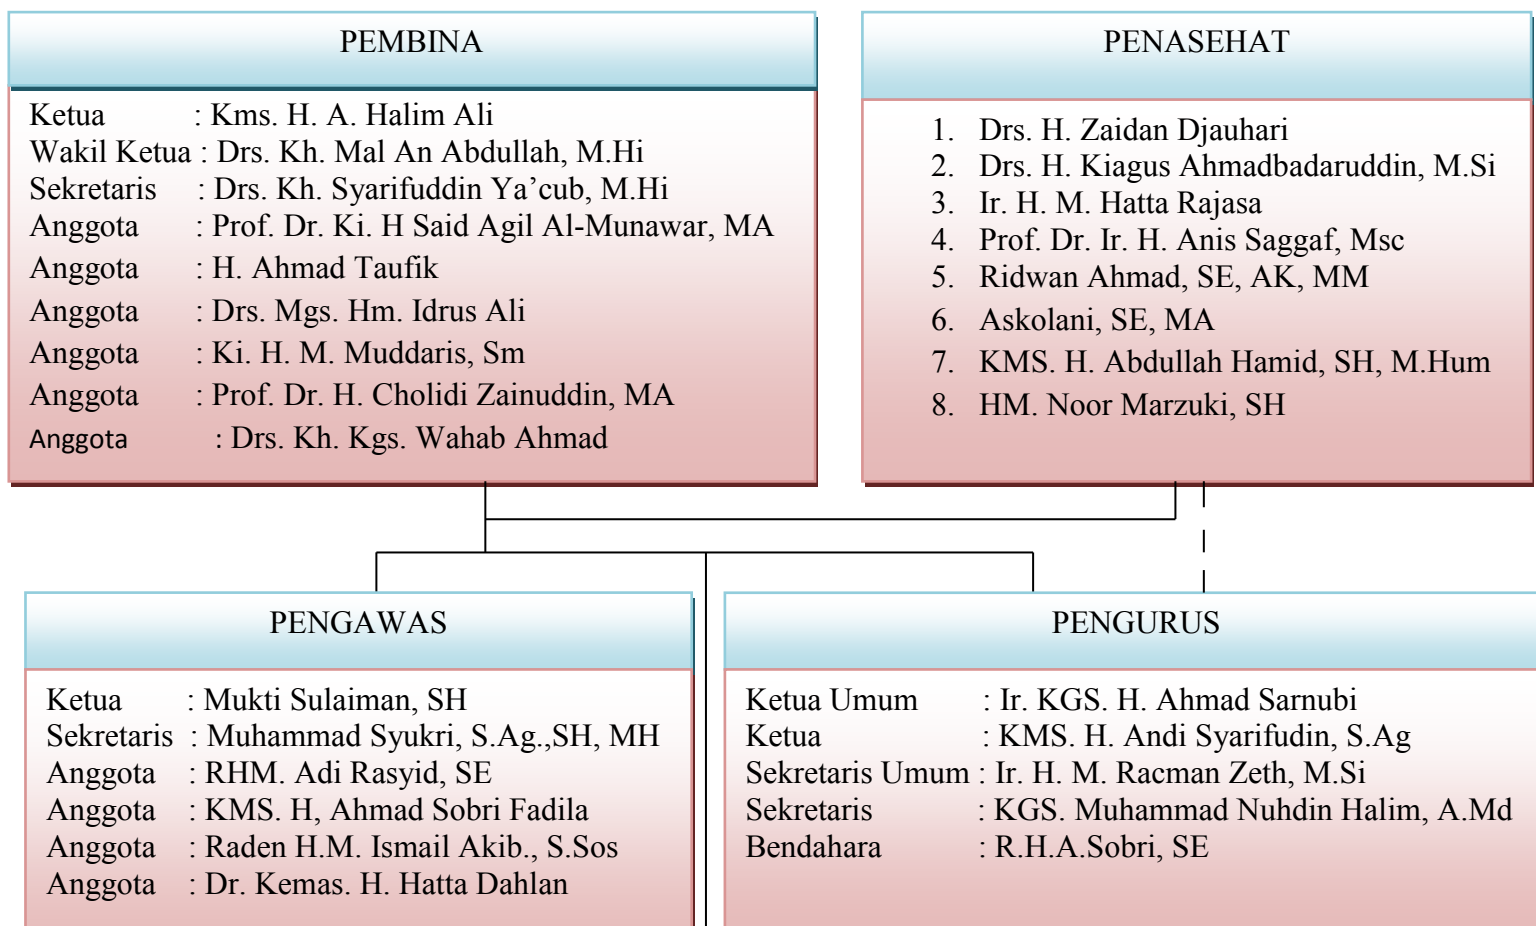 PEMBINA
Ketua : Kms. H. A. Halim Ali
Wakil Ketua : Drs. Kh. Mal An Abdullah, M.Hi
Sekretaris : Drs. Kh. Syarifuddin Ya’cub, M.Hi
Anggota : Prof. Dr. Ki. H Said Agil Al-Munawar, MA
Anggota : H. Ahmad Taufik
Anggota : Drs. Mgs. Hm. Idrus Ali
Anggota : Ki. H. M. Muddaris, Sm
Anggota : Prof. Dr. H. Cholidi Zainuddin, MA
Anggota : Drs. Kh. Kgs. Wahab Ahmad
PENASEHAT
1. Drs. H. Zaidan Djauhari
2. Drs. H. Kiagus Ahmadbadaruddin, M.Si
3. Ir. H. M. Hatta Rajasa
4. Prof. Dr. Ir. H. Anis Saggaf, Msc
5. Ridwan Ahmad, SE, AK, MM
6. Askolani, SE, MA
7. KMS. H. Abdullah Hamid, SH, M.Hum
8. HM. Noor Marzuki, SH
PENGAWAS
Ketua : Mukti Sulaiman, SH
Sekretaris : Muhammad Syukri, S.Ag.,SH, MH
Anggota : RHM. Adi Rasyid, SE
Anggota : KMS. H, Ahmad Sobri Fadila
Anggota : Raden H.M. Ismail Akib., S.Sos
Anggota : Dr. Kemas. H. Hatta Dahlan
PENGURUS
Ketua Umum : Ir. KGS. H. Ahmad Sarnubi
Ketua : KMS. H. Andi Syarifudin, S.Ag
Sekretaris Umum : Ir. H. M. Racman Zeth, M.Si
Sekretaris : KGS. Muhammad Nuhdin Halim, A.Md
Bendahara : R.H.A.Sobri, SE